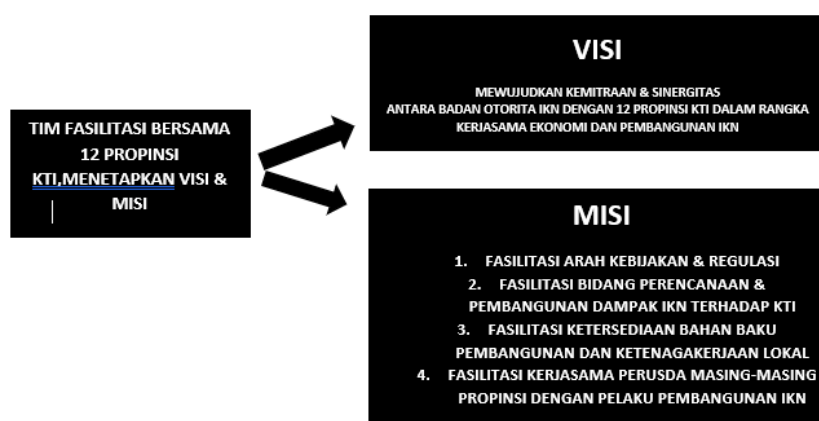 TIM FASILITASI BERSAMA
12 PROPINSI
KTI,MENETAPKAN VISI &
MISI
VISI
MEWUJUDKAN KEMITRAAN & SINERGITAS
ANTARA BADAN OTORITA IKN DENGAN 12 PROPINSI KTI DALAM RANGKA
KERJASAMA EKONOMI DAN PEMBANGUNAN IKN
MISI
1. FASILITASI ARAH KEBIJAKAN & REGULASI
2. FASILITASI BIDANG PERENCANAAN &
PEMBANGUNAN DAMPAK IKN TERHADAP KTI
3. FASILITASI KETERSEDIAAN BAHAN BAKU
PEMBANGUNAN DAN KETENAGAKERJAAN LOKAL
4. FASILITASI KERJASAMA PERUSDA MASING-MASING
PROPINSI DENGAN PELAKU PEMBANGUNAN IKN